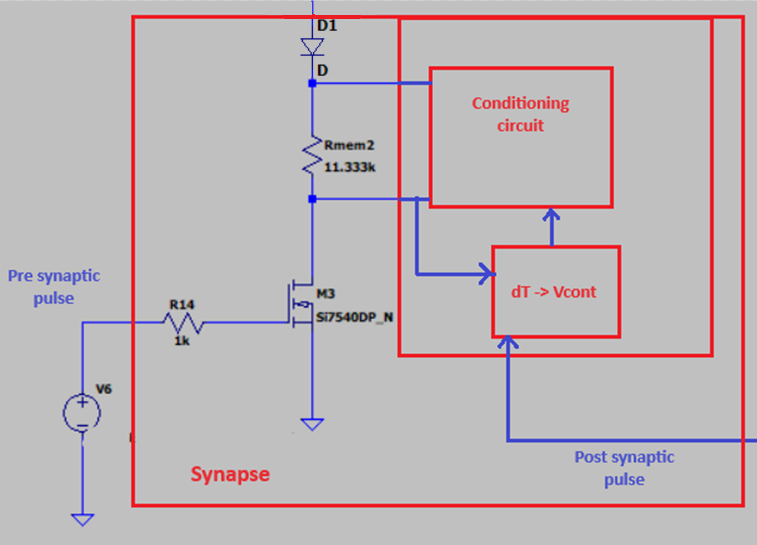 D1
D
Conditioning
circuit
Rmem2
11.333k
Pre synaptic
pulse
R14
1k
M3
Si7540DP_N
dT -> Vcont
V6
Post synaptic
pulse
Synapse